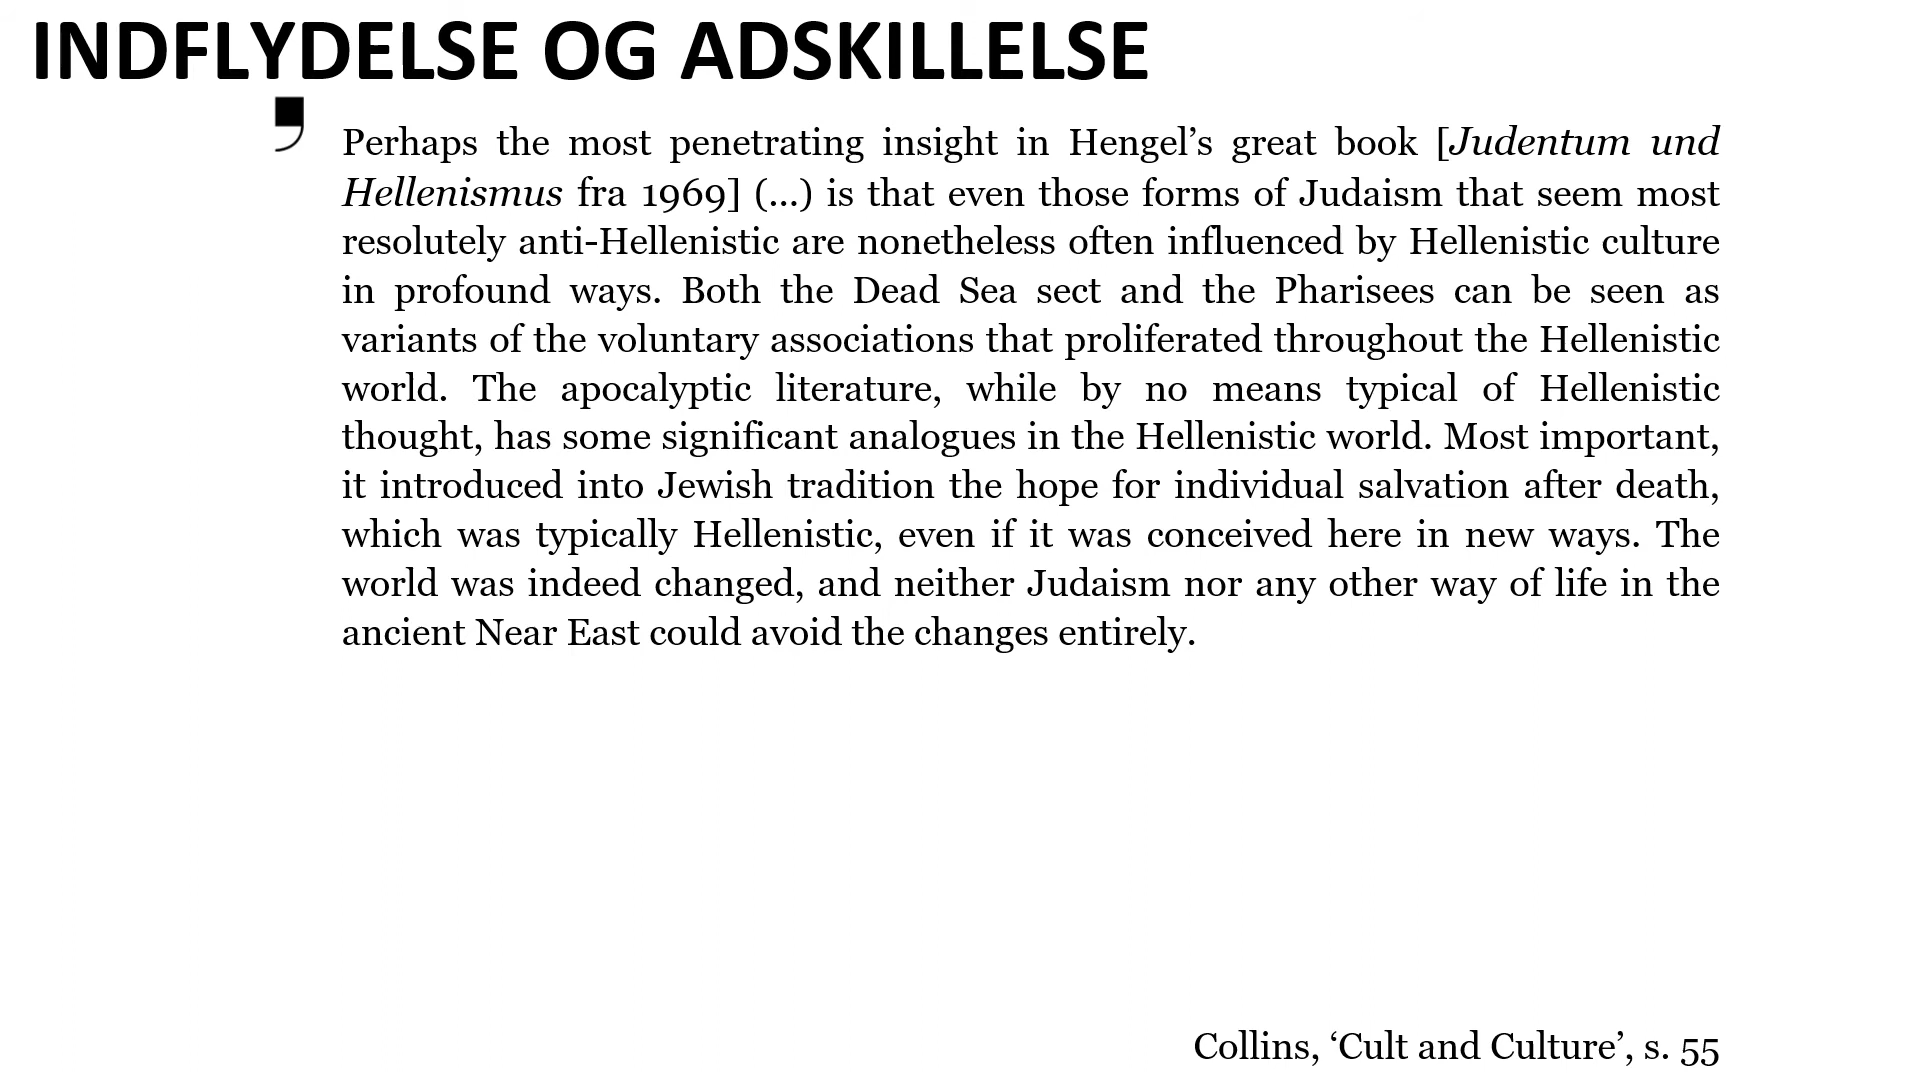 INDFLYDELSE OG ADSKILLELSE
Perhaps the most penetrating insight in Hengel’s great book [Judentum und
Hellenismus fra 1969] (…) is that even those forms of Judaism that seem most
resolutely anti-Hellenistic are nonetheless often influenced by Hellenistic culture
in profound ways. Both the Dead Sea sect and the Pharisees can be seen as
variants of the voluntary associations that proliferated throughout the Hellenistic
world. The apocalyptic literature, while by no means typical of Hellenistic
thought, has some significant analogues in the Hellenistic world. Most important,
it introduced into Jewish tradition the hope for individual salvation after death,
which was typically Hellenistic, even if it was conceived here in new ways. The
world was indeed changed, and neither Judaism nor any other way of life in the
ancient Near East could avoid the changes entirely.
Collins, ‘Cult and Culture’, s. 55